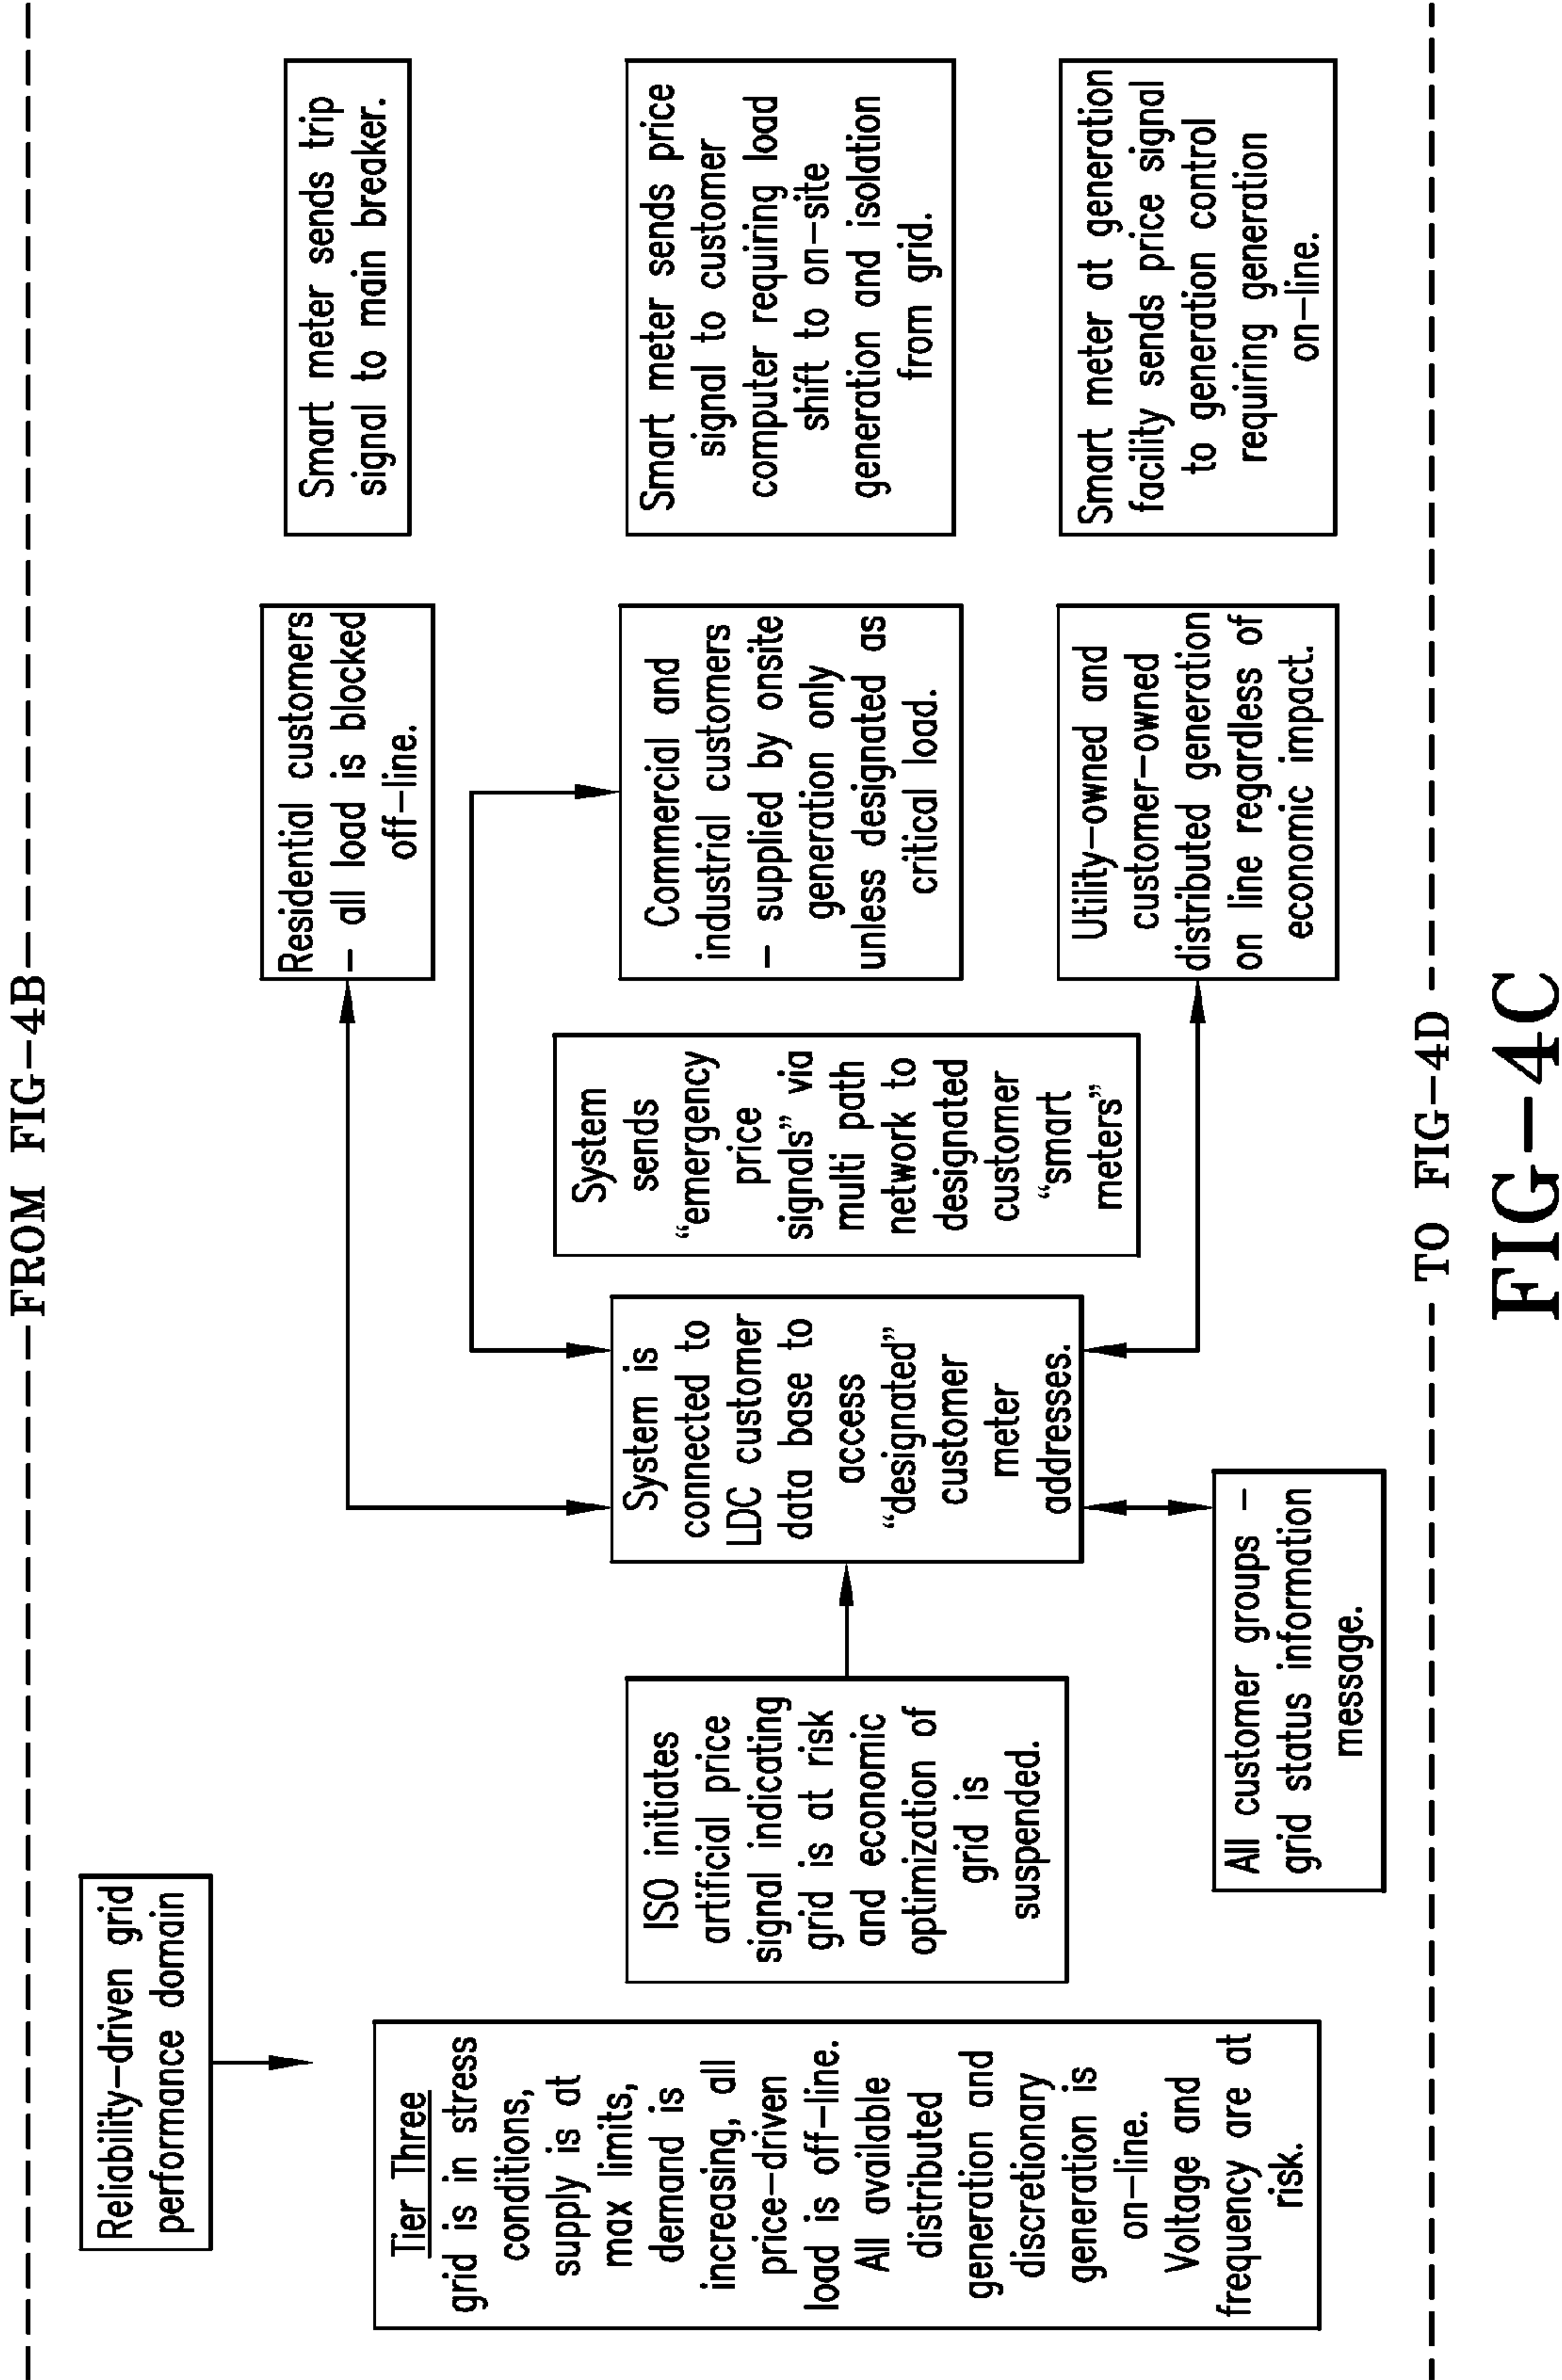 FROM FIG-4B
Reliability-driven grid
performance domain
Tier Three
grid is in stress
conditions,
supply is at
max limits,
demand is
increasing, all
price-driven
load is off-line.
All available
distributed
generation and
discretionary
generation is
on-line.
Voltage and
frequency are at
risk.
ISO initiates
artificial price
signal indicating
grid is at risk
and economic
optimization of
grid is
suspended.
All customer groups –
grid status information
message.
System is
connected to
LDC customer
data base to
access
“designated”
customer
meter
addresses.
System
sends
“emergency
price
signals” via
multi path
network to
designated
customer
“smart
meters”
Residential customers
– all load is blocked
off-line.
Commercial and
industrial customers
– supplied by onsite
generation only
unless designated as
critical load.
Utility-owned and
customer-owned
distributed generation
on line regardless of
economic impact.
Smart meter sends trip
signal to main breaker.
Smart meter sends price
signal to customer
computer requiring load
shift to on-site
generation and isolation
from grid.
Smart meter at generation
facility sends price signal
to generation control
requiring generation
on-line.
TO FIG-4D
FIG-4C